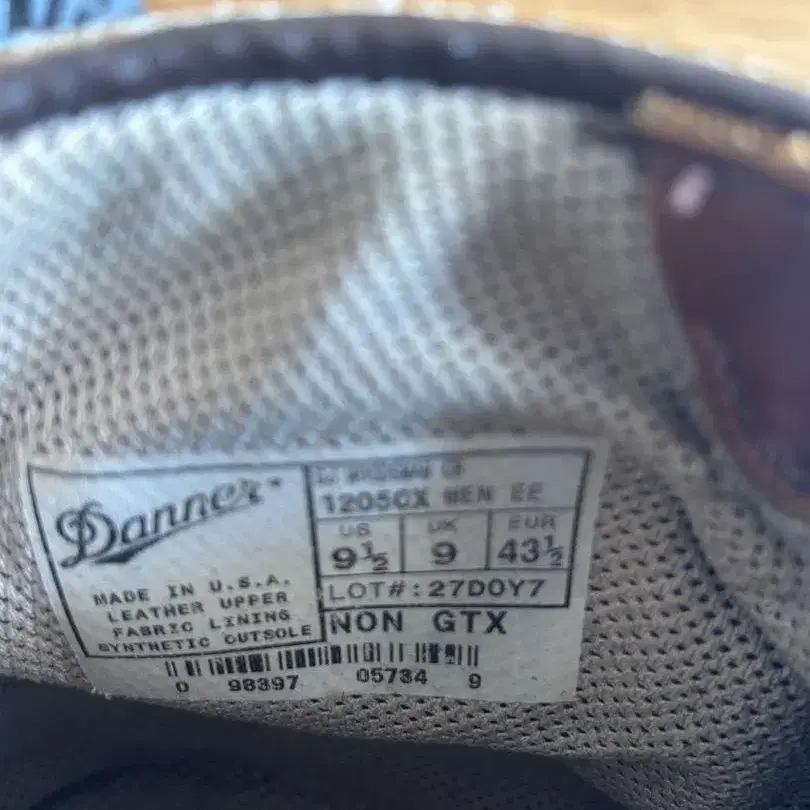 Danner™
MADE IN U.S.A.
LEATHER UPPER
FABRIC LINING
SYNTHETIC OUTSOLE
1205CX MEN EE
US UK EUR
9½ 9 43½
LOT#:27D0Y7
NON GTX
0 98397 05734 9